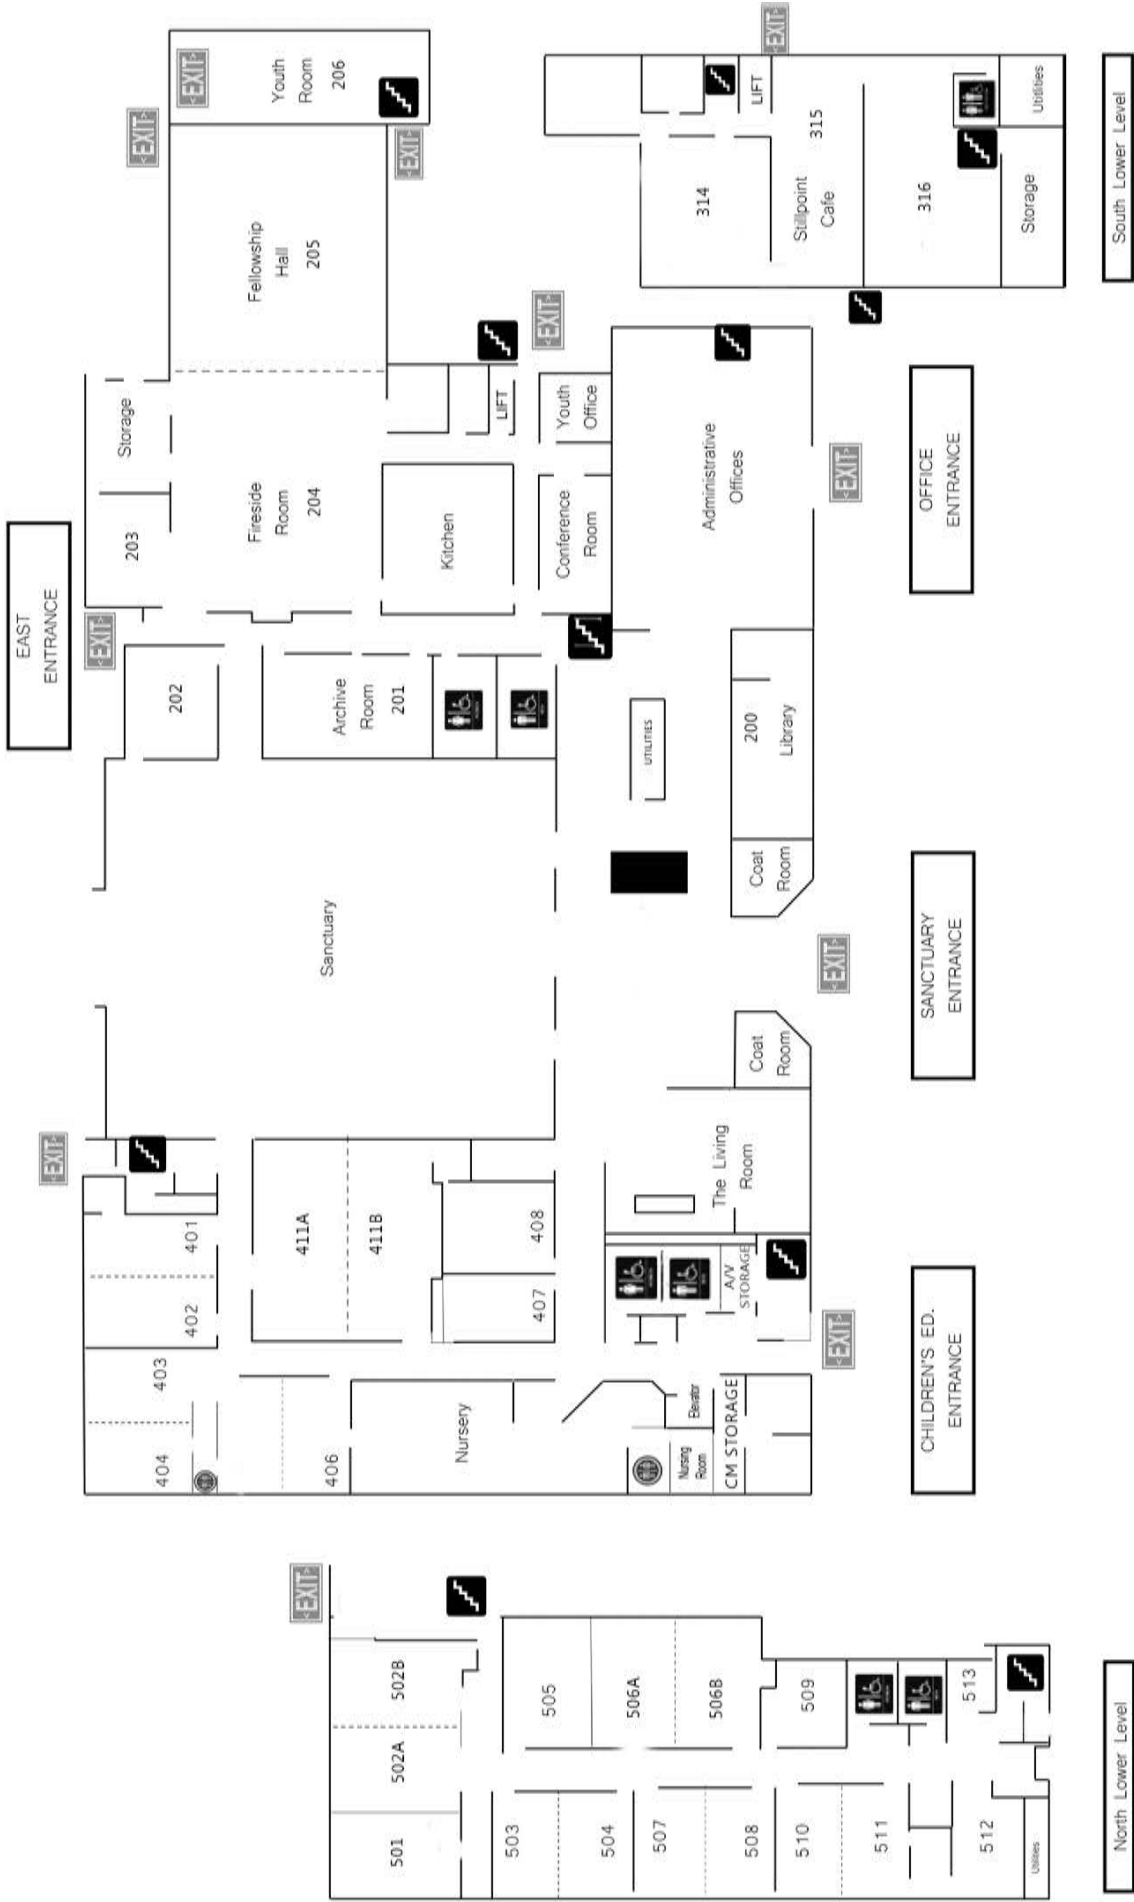 <EXIT>
Youth
Room 206
<EXIT>
<EXIT>
<EXIT>
Fellowship
Hall
205
LIFT
315
Stillpoint
Cafe
314
316
Utitlities
Storage
South Lower Level
EAST
ENTRANCE
Storage
203
Fireside
Room 204
LIFT
<EXIT>
Youth
Office
Kitchen
Conference
Room
Administrative
Offices
<EXIT>
OFFICE
ENTRANCE
<EXIT>
202
Archive
Room 201
UTILITIES
200
Library
Coat
Room
Sanctuary
<EXIT>
SANCTUARY
ENTRANCE
Coat
Room
The Living
Room
<EXIT>
401
402
411A
411B
408
407
A/V
STORAGE
<EXIT>
CHILDREN'S ED.
ENTRANCE
403
404
406
Nursery
Elevator
Nursing
Room
CM STORAGE
<EXIT>
502B
502A
501
505
506A
506B
509
513
503
504
507
508
510
511
512
Utilities
North Lower Level